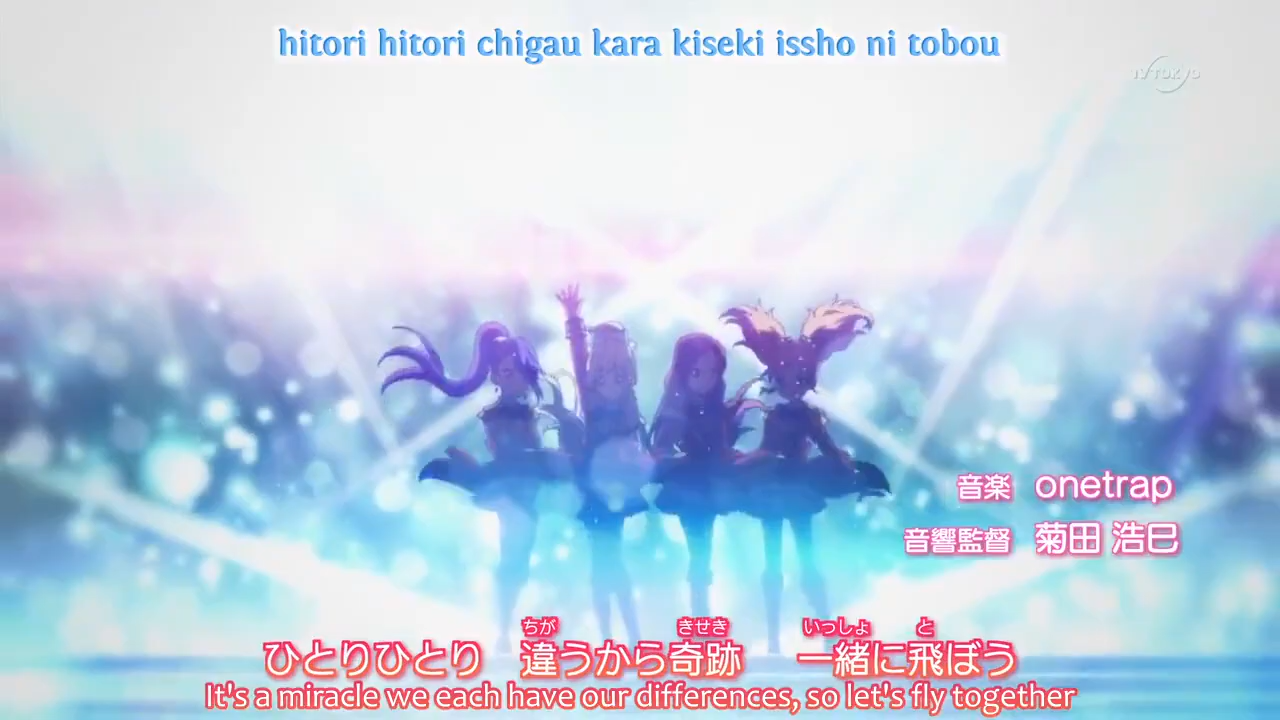 hitori hitori chigau kara kiseki issho ni tobou
TV TOKYO
音楽 onetrap
音響監督 菊田 浩巳
ちが きせき いっしょ と
ひとりひとり 違うから奇跡 一緒に飛ぼう
It's a miracle we each have our differences, so let's fly together